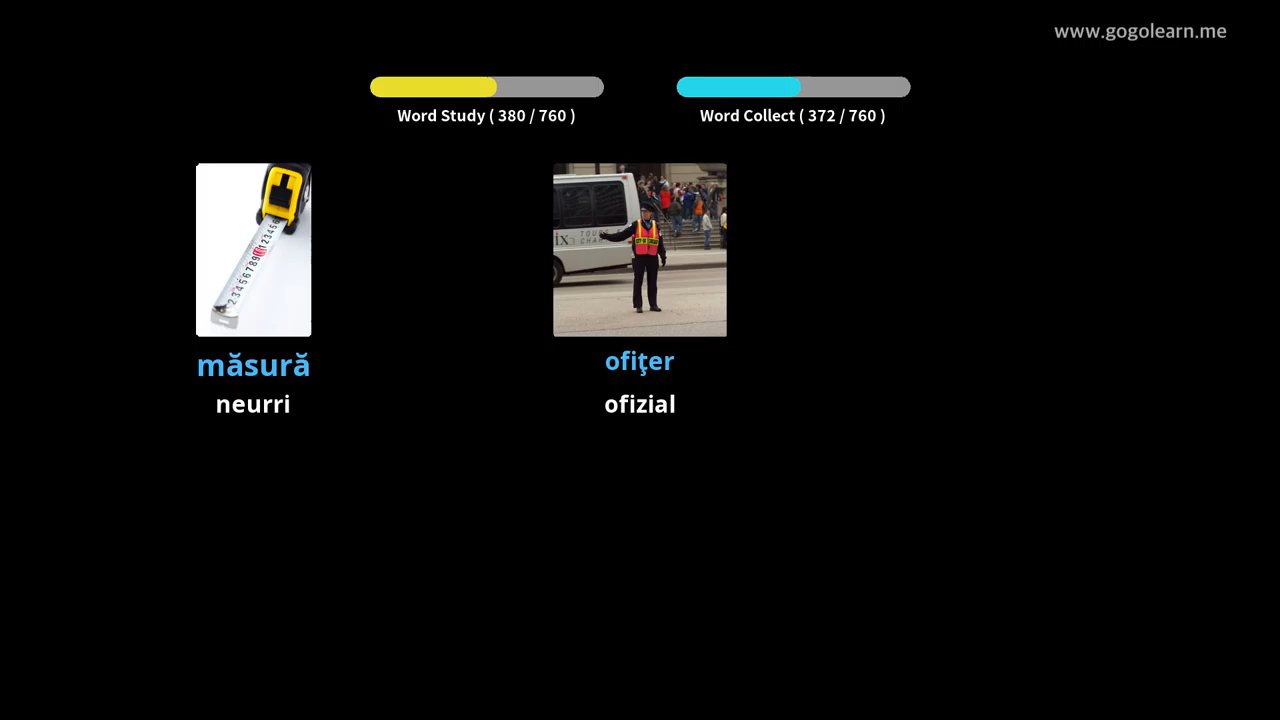 www.gogolearn.me
Word Study ( 380 / 760 )
Word Collect ( 372 / 760 )
măsură
neurri
ofiţer
ofizial